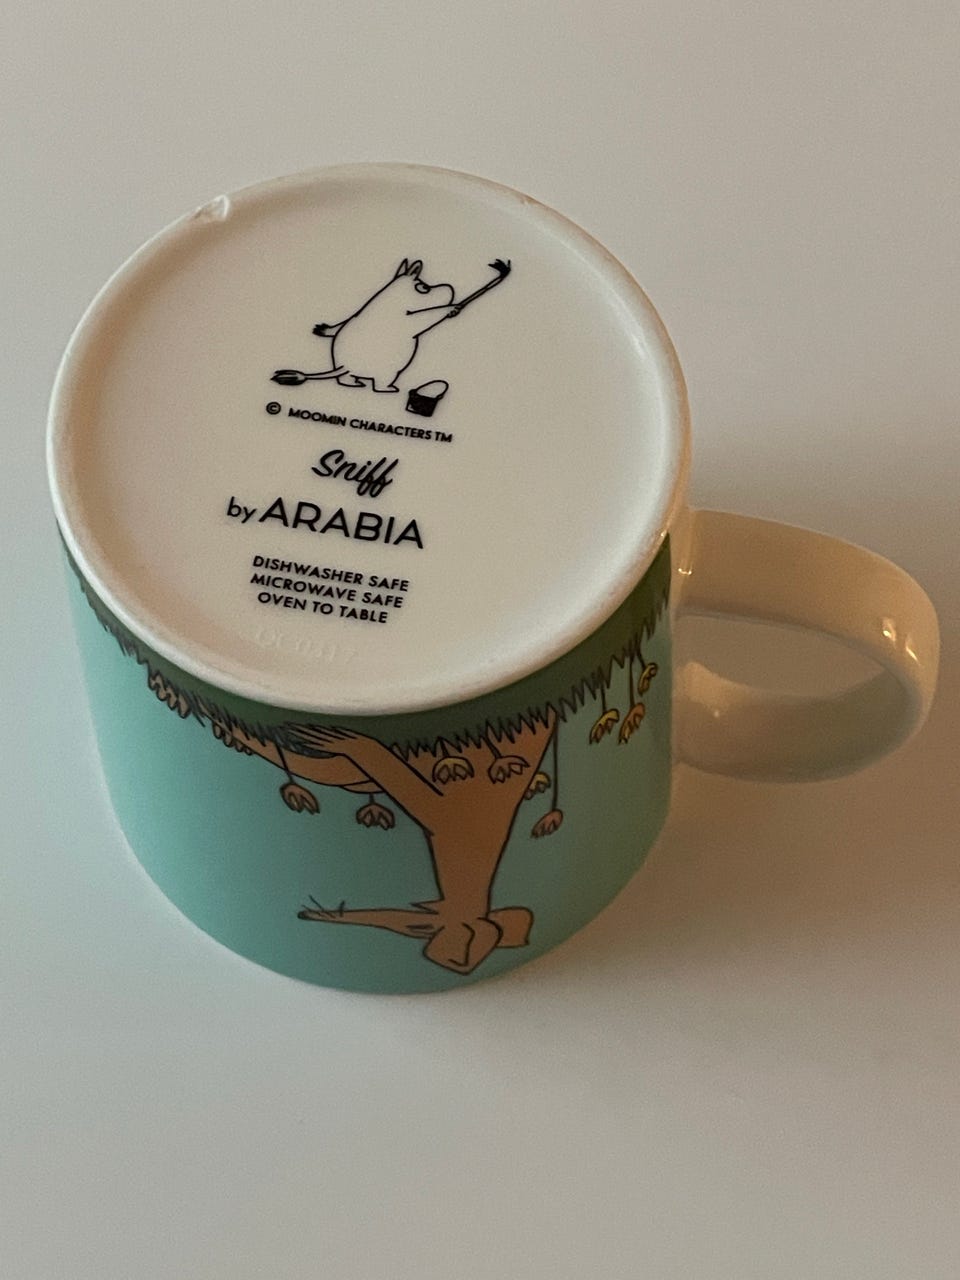 © MOOMIN CHARACTERS TM
Sniff
by ARABIA
DISHWASHER SAFE
MICROWAVE SAFE
OVEN TO TABLE